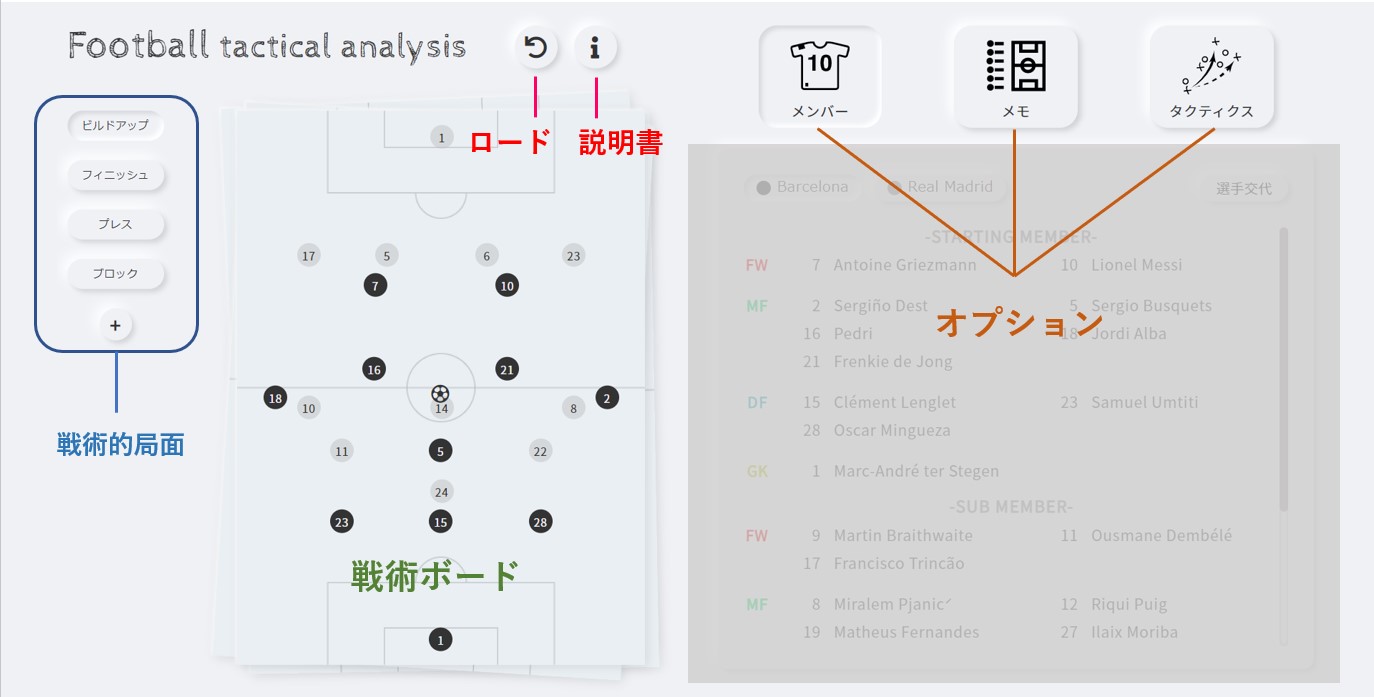 Football tactical analysis
メンバー
メモ
タクティクス
ロード
説明書
ビルドアップ
フィニッシュ
プレス
ブロック
+
戦術的局面
1
17 5 6 23
7 10
16 21
18 2
10 14 8
11 5 22
24
23 15 28
戦術ボード
1
10
Barcelona Real Madrid 選手交代
-STARTING MEMBER-
FW 7 Antoine Griezmann 10 Lionel Messi
MF 2 Sergiño Dest 5 Sergio Busquets
オプション
16 Pedri 18 Jordi Alba
21 Frenkie de Jong
DF 15 Clément Lenglet 23 Samuel Umtiti
28 Oscar Mingueza
GK 1 Marc-André ter Stegen
-SUB MEMBER-
FW 9 Martin Braithwaite 11 Ousmane Dembélé
17 Francisco Trincão
MF 8 Miralem Pjanic´ 12 Riqui Puig
19 Matheus Fernandes 27 Ilaix Moriba